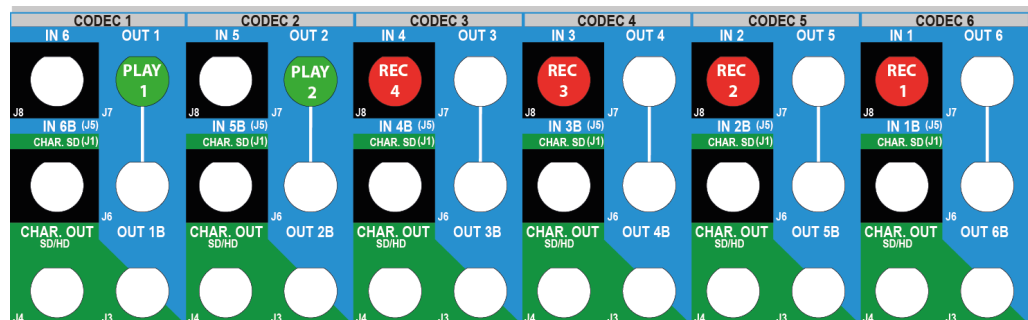 CODEC 1 CODEC 2 CODEC 3 CODEC 4 CODEC 5 CODEC 6
IN 6 OUT 1 IN 5 OUT 2 IN 4 OUT 3 IN 3 OUT 4 IN 2 OUT 5 IN 1 OUT 6
PLAY 1
PLAY 2
REC 4
REC 3
REC 2
REC 1
J8 J7 J8 J7 J8 J7 J8 J7 J8 J7 J8 J7
IN 6B (J5) IN 5B (J5) IN 4B (J5) IN 3B (J5) IN 2B (J5) IN 1B (J5)
CHAR. SD (J1) CHAR. SD (J1) CHAR. SD (J1) CHAR. SD (J1) CHAR. SD (J1) CHAR. SD (J1)
J6 J6 J6 J6 J6 J6
CHAR. OUT OUT 1B CHAR. OUT OUT 2B CHAR. OUT OUT 3B CHAR. OUT OUT 4B CHAR. OUT OUT 5B CHAR. OUT OUT 6B
SD/HD SD/HD SD/HD SD/HD SD/HD SD/HD
J4 J3 J4 J3 J4 J3 J4 J3 J4 J3 J4 J3